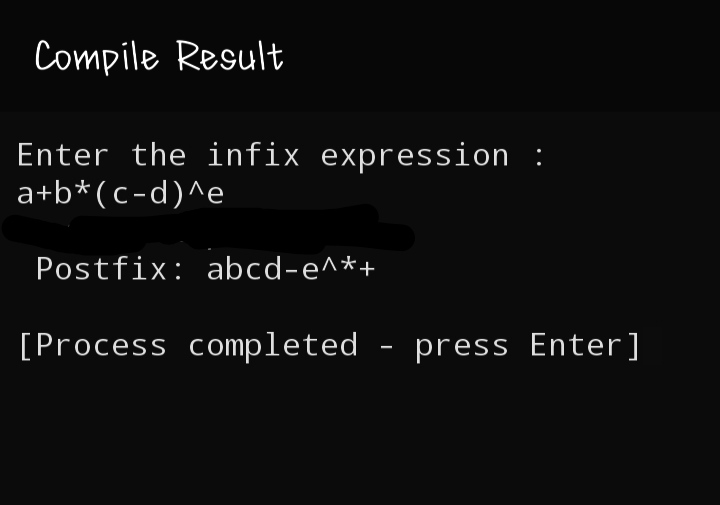 Compile Result
Enter the infix expression :
a+b*(c-d)^e
Postfix: abcd-e^*+
[Process completed - press Enter]